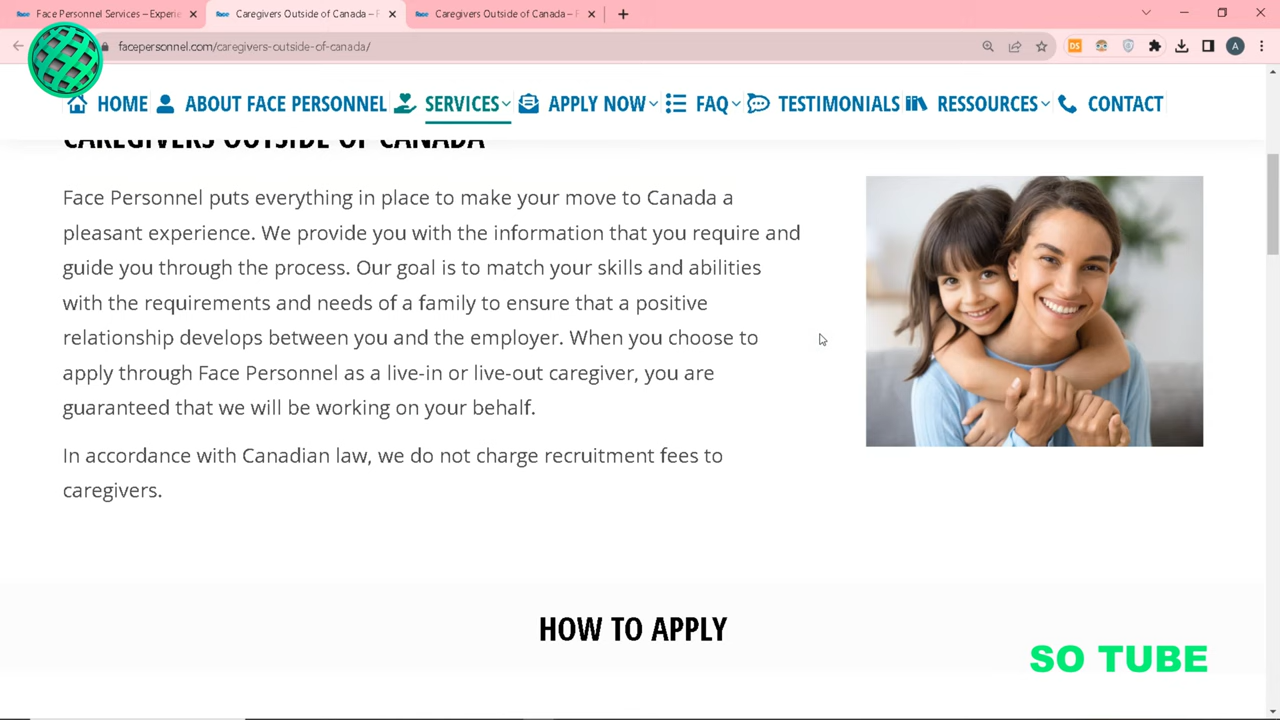 Face Personnel Services – Experie
Caregivers Outside of Canada – F
Caregivers Outside of Canada – F
facepersonnel.com/caregivers-outside-of-canada/
DS
A
HOME
ABOUT FACE PERSONNEL
SERVICES
APPLY NOW
FAQ
TESTIMONIALS
RESSOURCES
CONTACT
CAREGIVERS OUTSIDE OF CANADA
Face Personnel puts everything in place to make your move to Canada a
pleasant experience. We provide you with the information that you require and
guide you through the process. Our goal is to match your skills and abilities
with the requirements and needs of a family to ensure that a positive
relationship develops between you and the employer. When you choose to
apply through Face Personnel as a live-in or live-out caregiver, you are
guaranteed that we will be working on your behalf.
In accordance with Canadian law, we do not charge recruitment fees to
caregivers.
HOW TO APPLY
SO TUBE